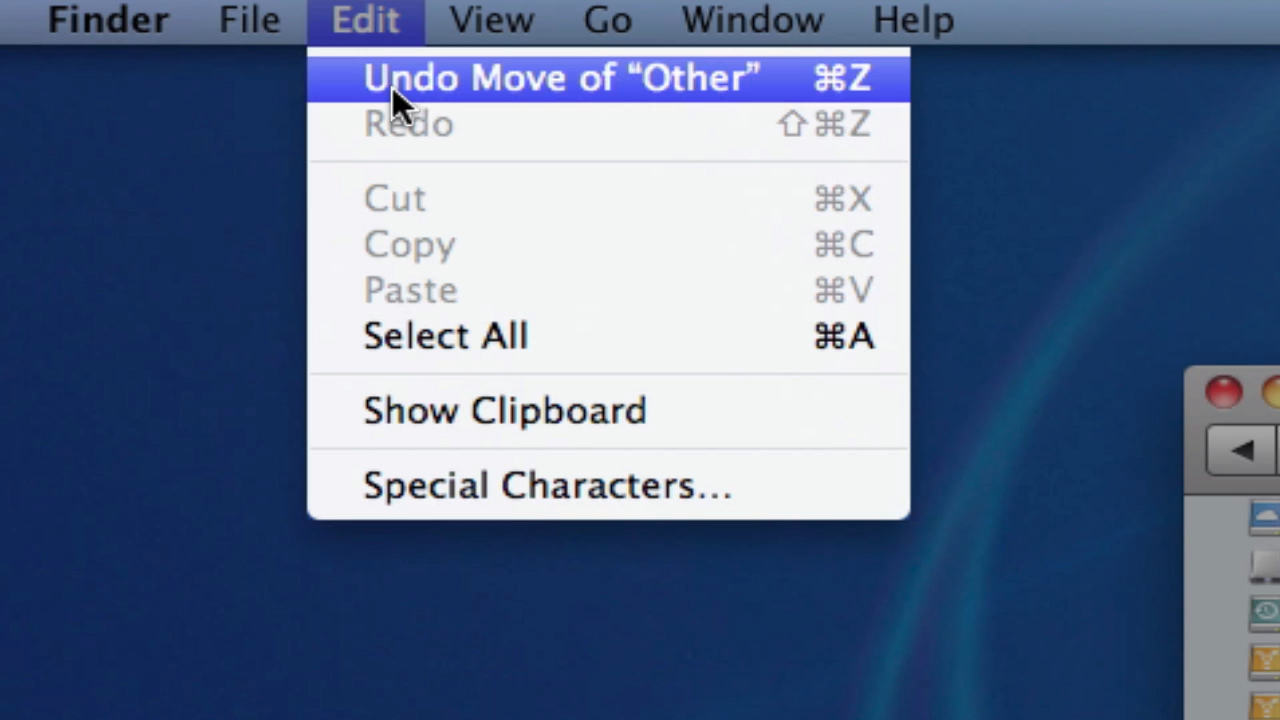 Finder File Edit View Go Window Help
Undo Move of “Other” ⌘Z
Redo ⇧⌘Z
Cut ⌘X
Copy ⌘C
Paste ⌘V
Select All ⌘A
Show Clipboard
Special Characters…